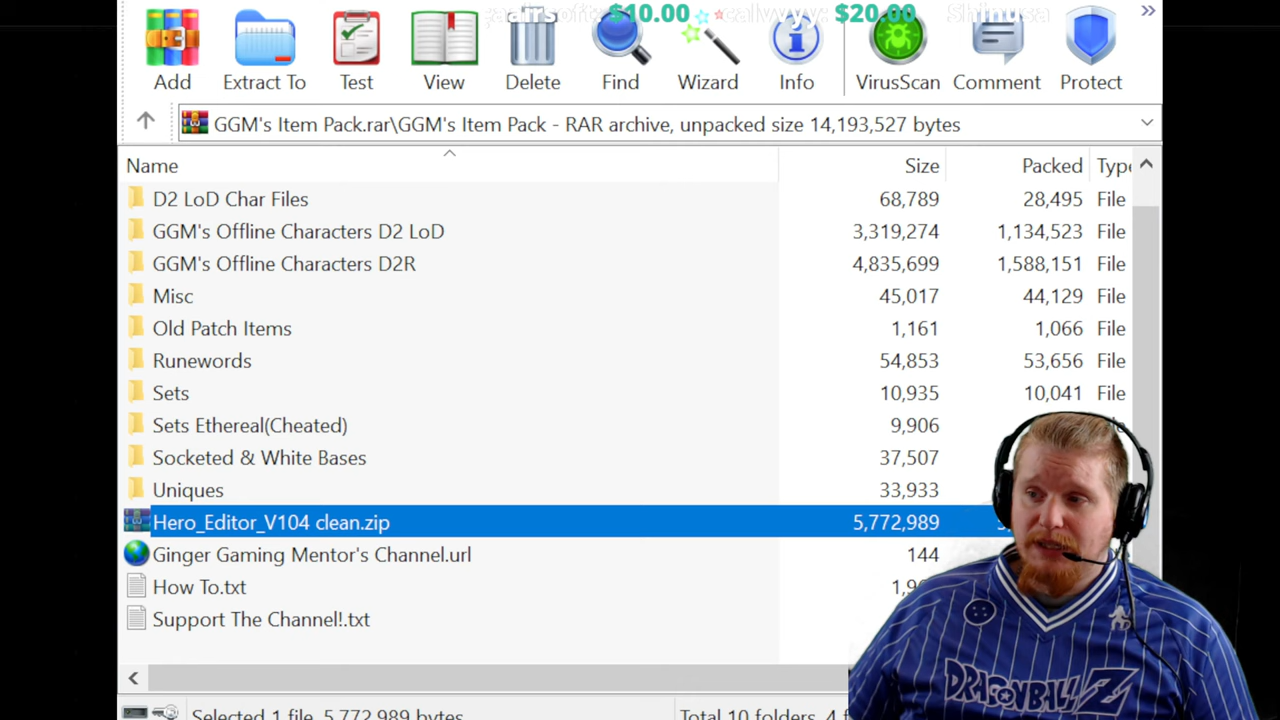 :aairsoft: $10.00 calvvyy: $20.00 Shinusa
Add Extract To Test View Delete Find Wizard Info VirusScan Comment Protect
GGM's Item Pack.rar\GGM's Item Pack - RAR archive, unpacked size 14,193,527 bytes
Name Size Packed Type
D2 LoD Char Files 68,789 28,495 File
GGM's Offline Characters D2 LoD 3,319,274 1,134,523 File
GGM's Offline Characters D2R 4,835,699 1,588,151 File
Misc 45,017 44,129 File
Old Patch Items 1,161 1,066 File
Runewords 54,853 53,656 File
Sets 10,935 10,041 File
Sets Ethereal(Cheated) 9,906
Socketed & White Bases 37,507
Uniques 33,933
Hero_Editor_V104 clean.zip 5,772,989
Ginger Gaming Mentor's Channel.url 144
How To.txt
Support The Channel!.txt
DRAGONBALL Z
Selected 1 file, 5,772,989 bytes Total 10 folders, 4